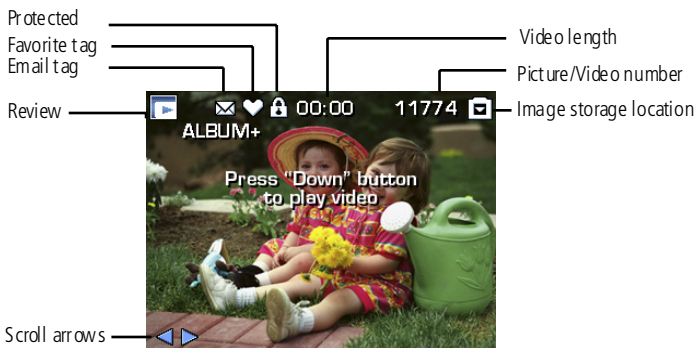 Protected
Favorite tag
Email tag
Review
Video length
Picture/Video number
Image storage location
00:00
11774
ALBUM+
Press “Down” button
to play video
Scroll arrows